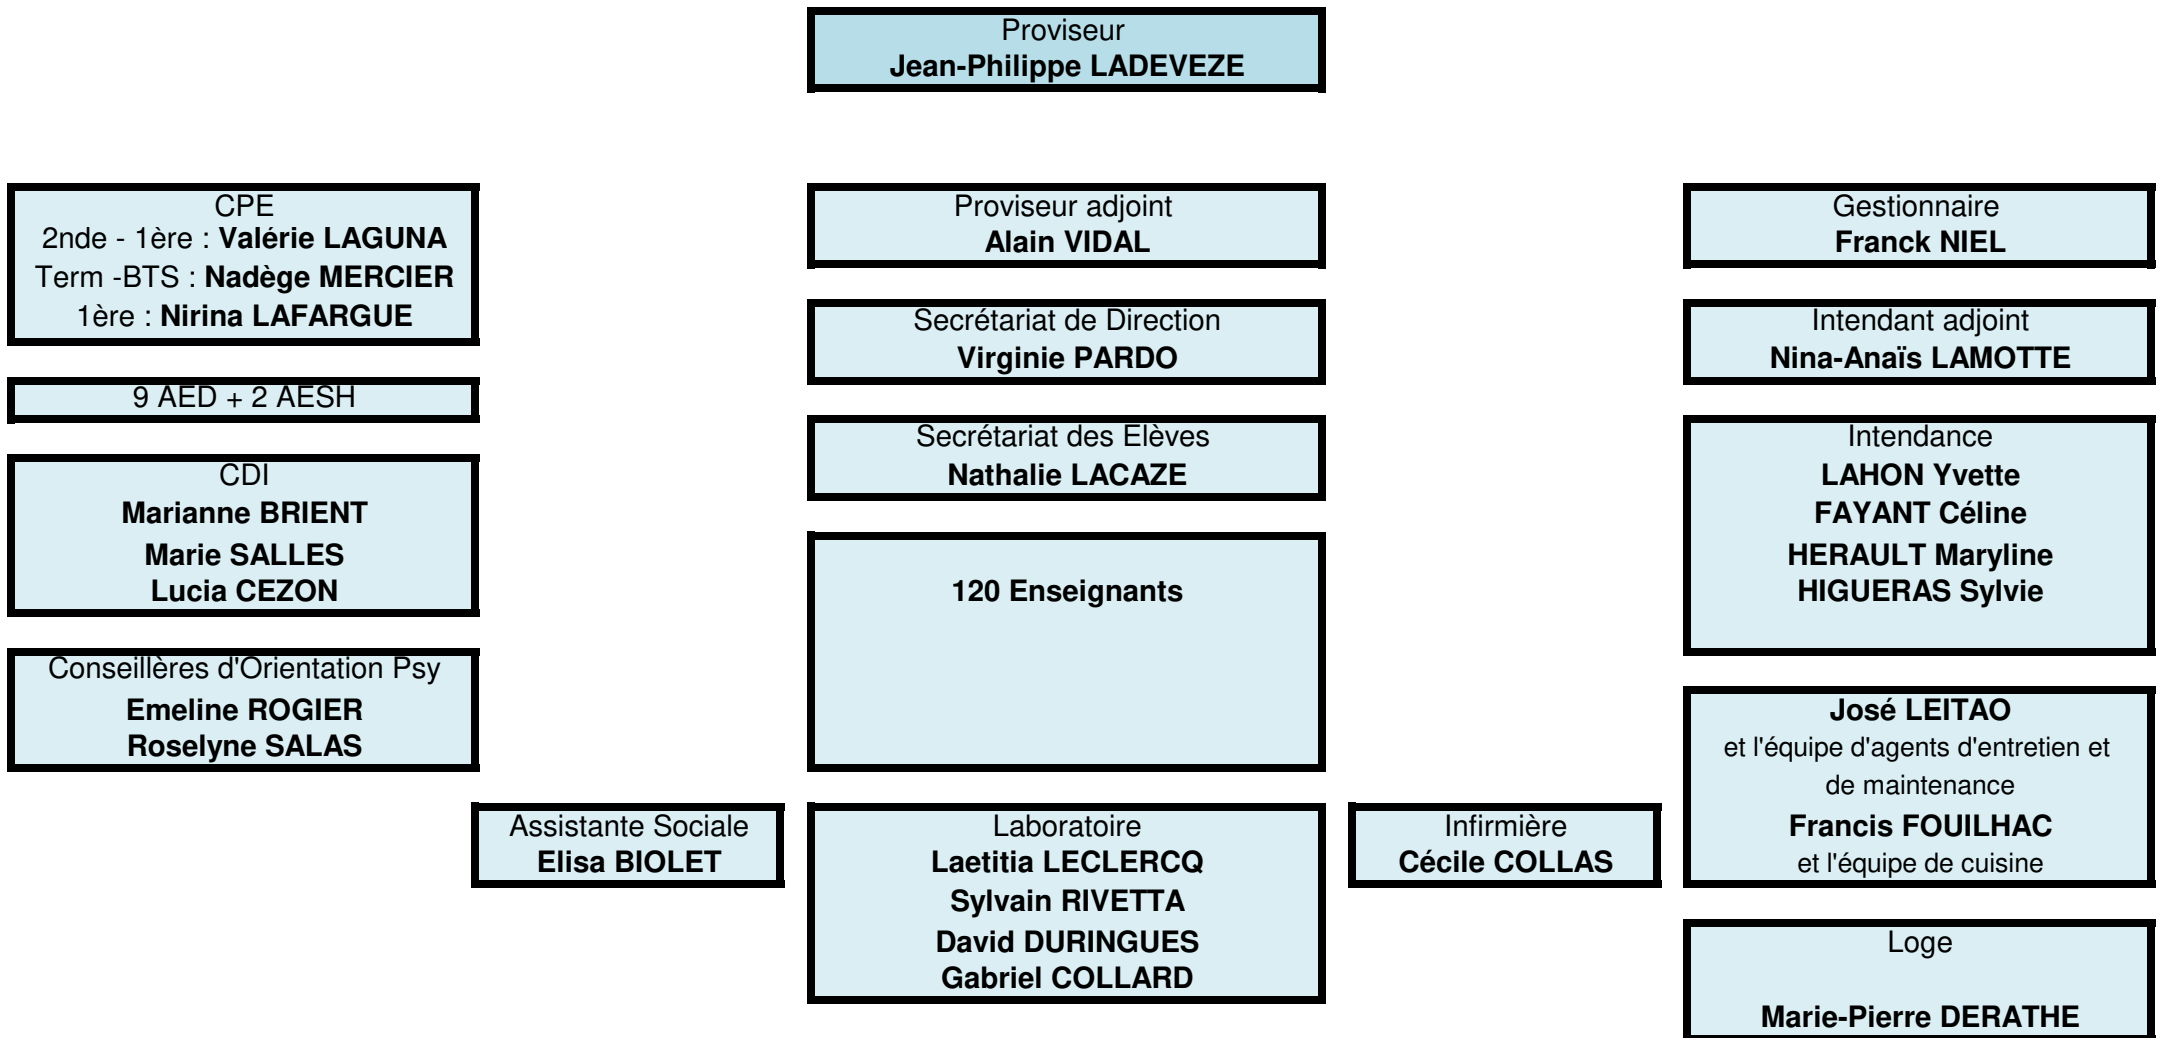 Proviseur
Jean-Philippe LADEVEZE
CPE
2nde - 1ère : Valérie LAGUNA
Term -BTS : Nadège MERCIER
1ère : Nirina LAFARGUE
9 AED + 2 AESH
CDI
Marianne BRIENT
Marie SALLES
Lucia CEZON
Conseillères d'Orientation Psy
Emeline ROGIER
Roselyne SALAS
Assistante Sociale
Elisa BIOLET
Proviseur adjoint
Alain VIDAL
Secrétariat de Direction
Virginie PARDO
Secrétariat des Elèves
Nathalie LACAZE
120 Enseignants
Laboratoire
Laetitia LECLERCQ
Sylvain RIVETTA
David DURINGUES
Gabriel COLLARD
Infirmière
Cécile COLLAS
Gestionnaire
Franck NIEL
Intendant adjoint
Nina-Anaïs LAMOTTE
Intendance
LAHON Yvette
FAYANT Céline
HERAULT Maryline
HIGUERAS Sylvie
José LEITAO
et l'équipe d'agents d'entretien et
de maintenance
Francis FOUILHAC
et l'équipe de cuisine
Loge
Marie-Pierre DERATHE